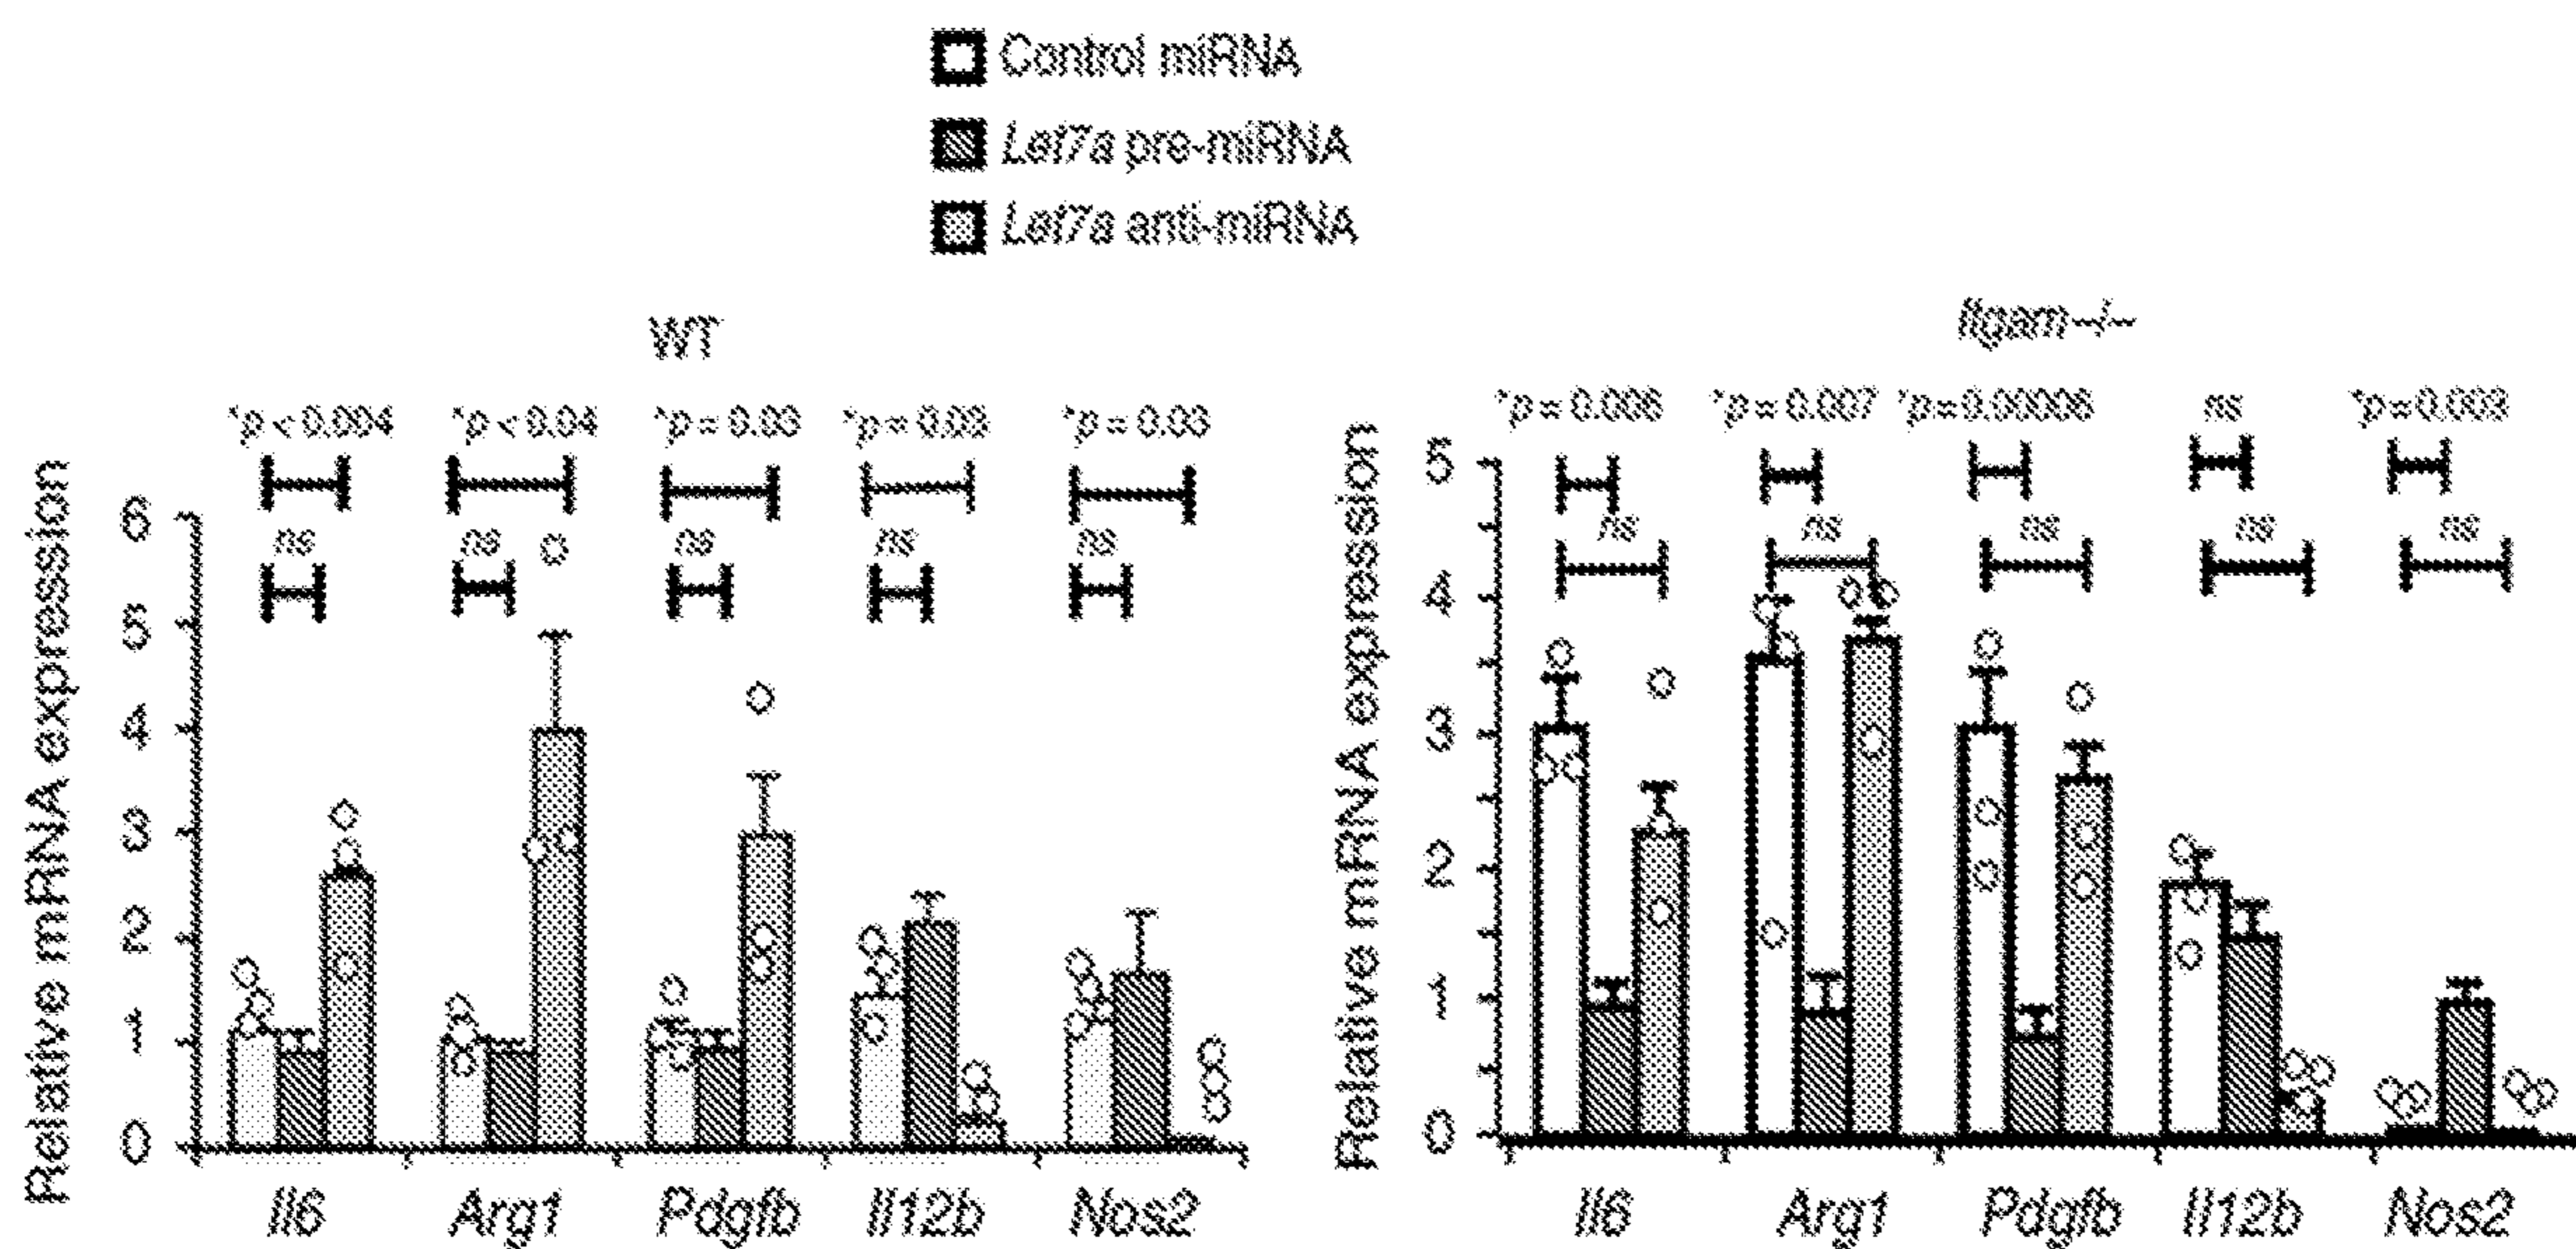 Control miRNA
Let7a pre-miRNA
Let7a anti-miRNA
WT
*p < 0.004 *p < 0.04 *p = 0.03 *p = 0.03 *p = 0.03
ns ns ns ns ns
Relative mRNA expression
6
5
4
3
2
1
0
Il6 Arg1 Pdgfb Il12b Nos2
Itgam-/-
*p = 0.006 *p = 0.007 *p = 0.00006 ns
ns ns ns ns ns
Relative mRNA expression
5
4
3
2
1
0
Il6 Arg1 Pdgfb Il12b Nos2